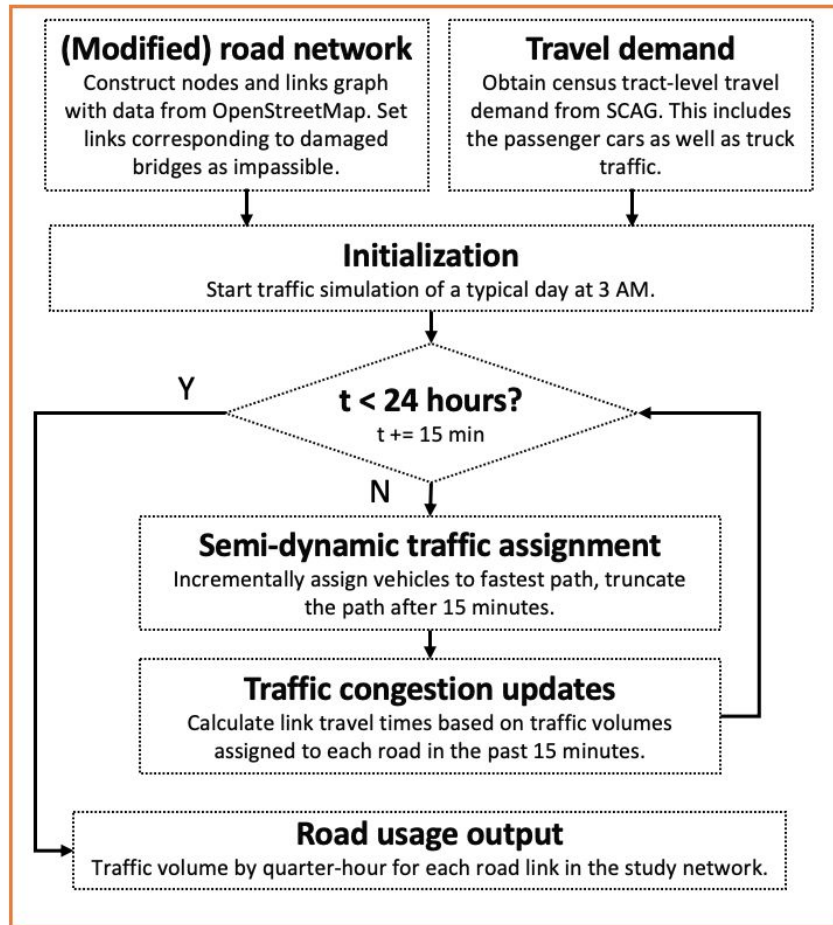 (Modified) road network
Construct nodes and links graph
with data from OpenStreetMap. Set
links corresponding to damaged
bridges as impassible.
Travel demand
Obtain census tract-level travel
demand from SCAG. This includes
the passenger cars as well as truck
traffic.
Initialization
Start traffic simulation of a typical day at 3 AM.
Y
t < 24 hours?
t += 15 min
N
Semi-dynamic traffic assignment
Incrementally assign vehicles to fastest path, truncate
the path after 15 minutes.
Traffic congestion updates
Calculate link travel times based on traffic volumes
assigned to each road in the past 15 minutes.
Road usage output
Traffic volume by quarter-hour for each road link in the study network.